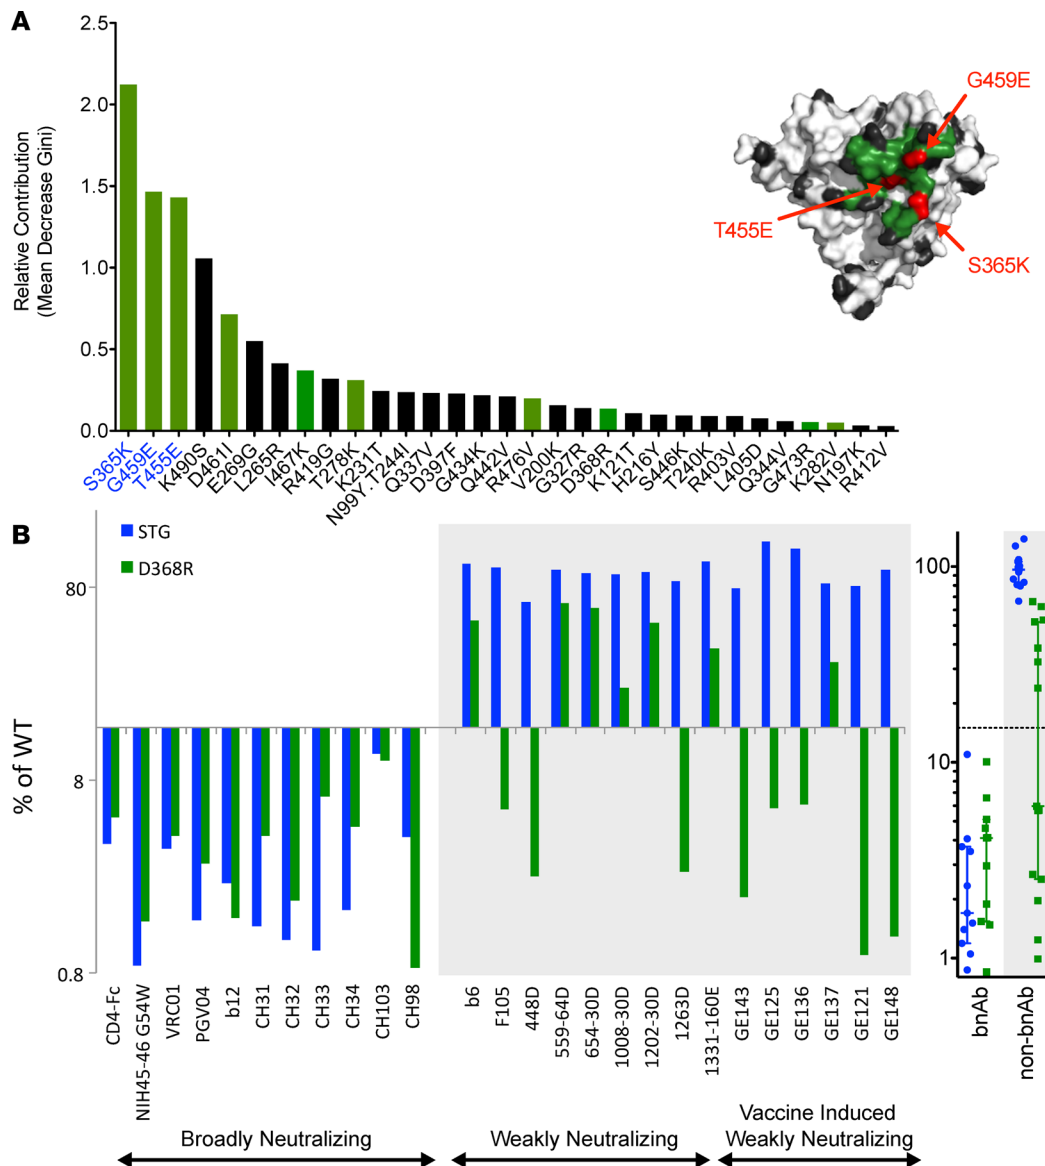 A
2.5
2.0
1.5
1.0
0.5
0.0
Relative Contribution
(Mean Decrease Gini)
G459E
T455E
S365K
S365K
G459E
T455E
K490S
D461I
E269G
L265R
I467K
R419G
T278K
K231T
N99Y. T244I
Q337V
D397F
G434K
Q442V
R476V
V200K
G327R
D368R
K121T
H216Y
S446K
T240K
R403V
L405D
Q344V
G473R
K282V
N197K
R412V
B
STG
D368R
80
8
0.8
% of WT
CD4-Fc
NIH45-46 G54W
VRC01
PGV04
b12
CH31
CH32
CH33
CH34
CH103
CH98
b6
F105
448D
559-64D
654-30D
1008-30D
1202-30D
1263D
1331-160E
GE143
GE125
GE136
GE137
GE121
GE148
100
10
1
bnAb
non-bnAb
Broadly Neutralizing
Weakly Neutralizing
Vaccine Induced
Weakly Neutralizing